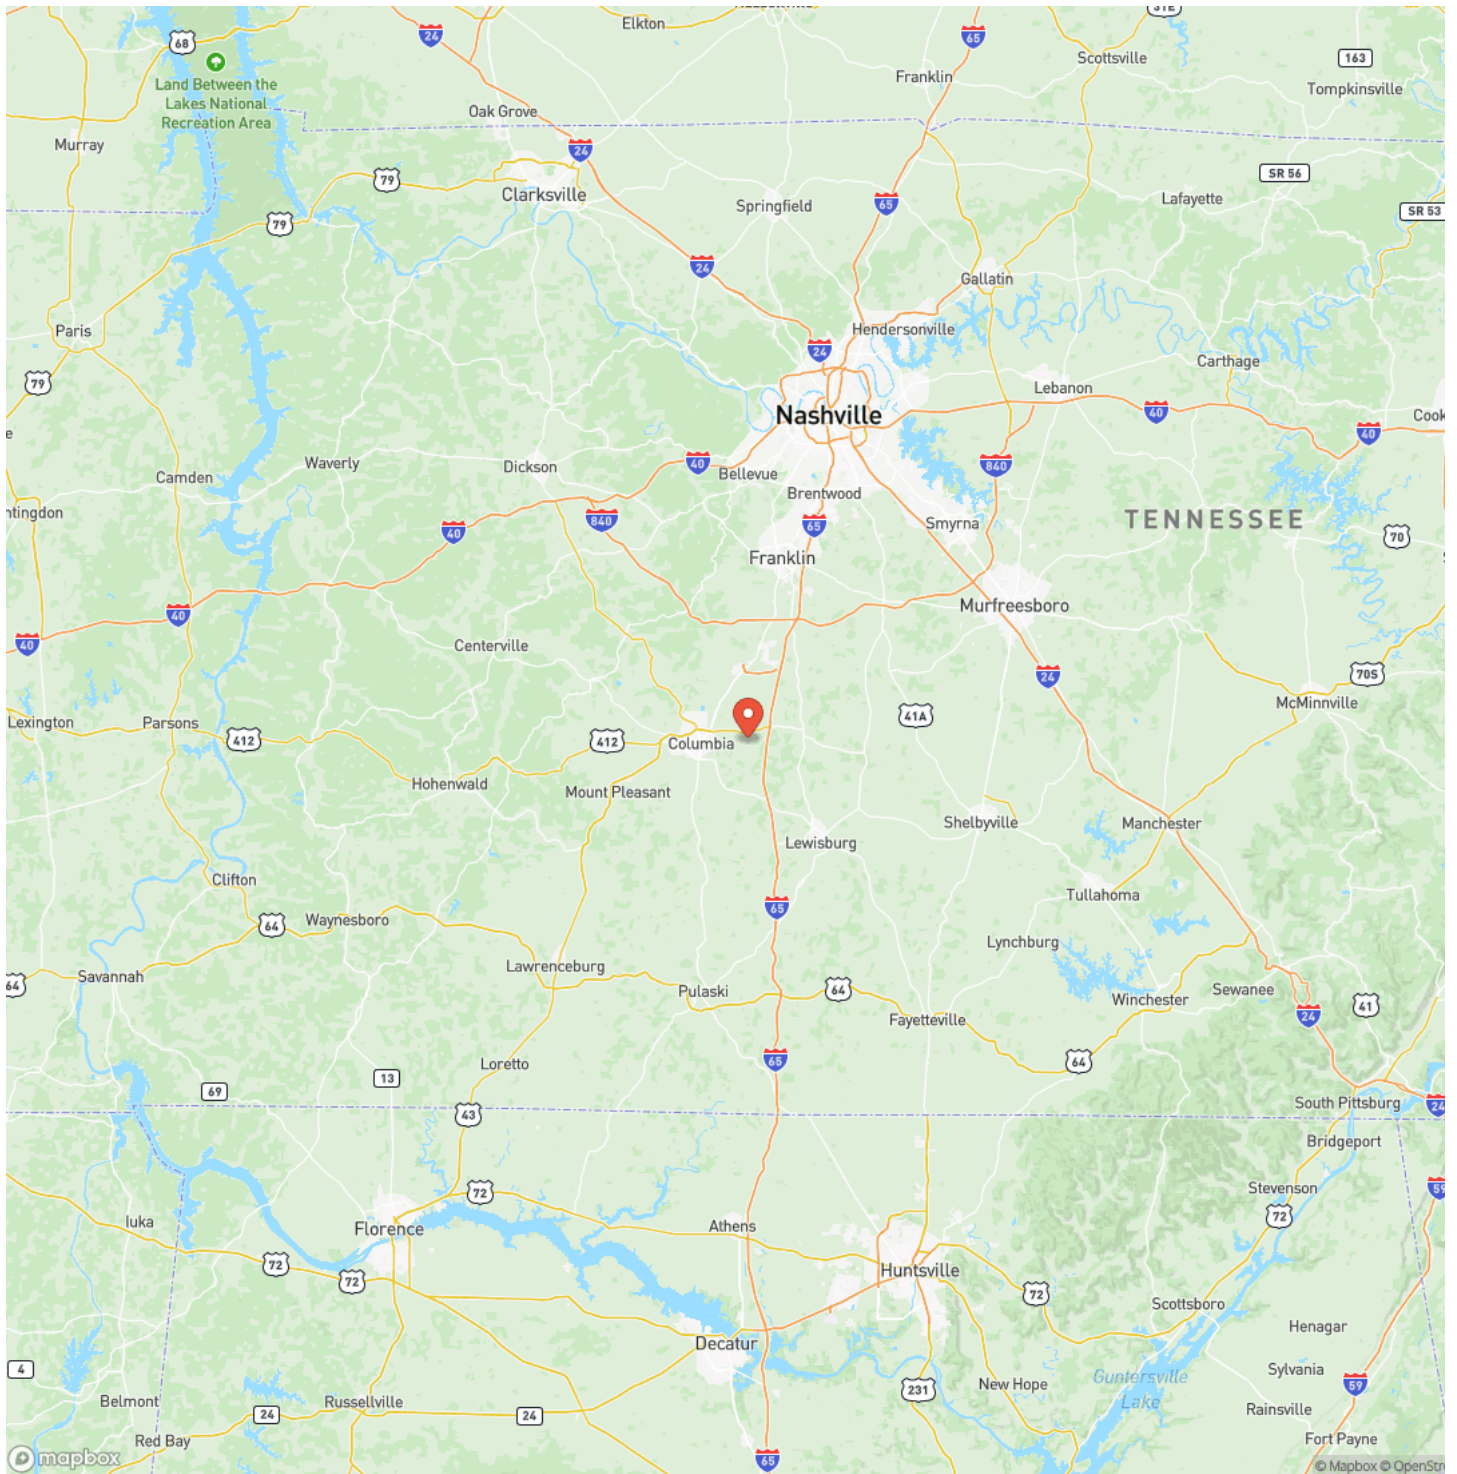 Elkton
31E
24
65
68
Scottsville
163
Franklin
Land Between the
Lakes National
Recreation Area
Tompkinsville
Oak Grove
Murray
24
79
SR 56
Clarksville
Springfield
65
Lafayette
SR 53
79
24
Gallatin
Paris
Hendersonville
24
Carthage
79
Lebanon
40
Nashville
Cook
40
e
Waverly
Dickson
40
840
Camden
Bellevue
Brentwood
ntingdon
840
65
Smyrna
TENNESSEE
40
70
Franklin
Murfreesboro
40
40
Centerville
24
70S
McMinnville
Lexington
Parsons
412
412
Columbia
41A
Hohenwald
Mount Pleasant
Shelbyville
Manchester
Lewisburg
Clifton
Tullahoma
65
64
Waynesboro
Lynchburg
Savannah
Lawrenceburg
64
Pulaski
64
Winchester
Sewanee
41
24
Fayetteville
65
64
Loretto
13
69
43
South Pittsburg
24
Bridgeport
72
Stevenson
59
Iuka
Florence
Athens
72
72
72
Huntsville
72
Scottsboro
Henagar
Decatur
4
Sylvania
Guntersville
Lake
New Hope
59
231
Belmont
Russellville
24
24
Rainsville
Red Bay
Fort Payne
65
mapbox
© Mapbox © OpenStre